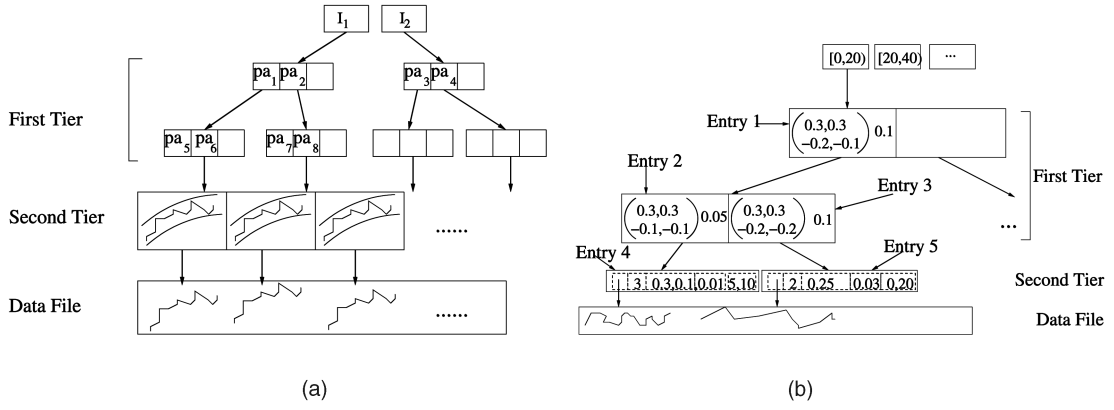 I1 I2
pa1 pa2
pa3 pa4
First Tier
pa5 pa6
pa7 pa8
Second Tier
......
Data File
......
(a)
[0,20) [20,40) ...
Entry 1
0.3,0.3
−0.2,−0.1
0.1
First Tier
Entry 2
Entry 3
0.3,0.3
−0.1,−0.1
0.05
0.3,0.3
−0.2,−0.2
0.1
...
Entry 4
Entry 5
3 0.3,0.1 0.01 5,10
2 0.25 0.03 0,20
Second Tier
Data File
(b)